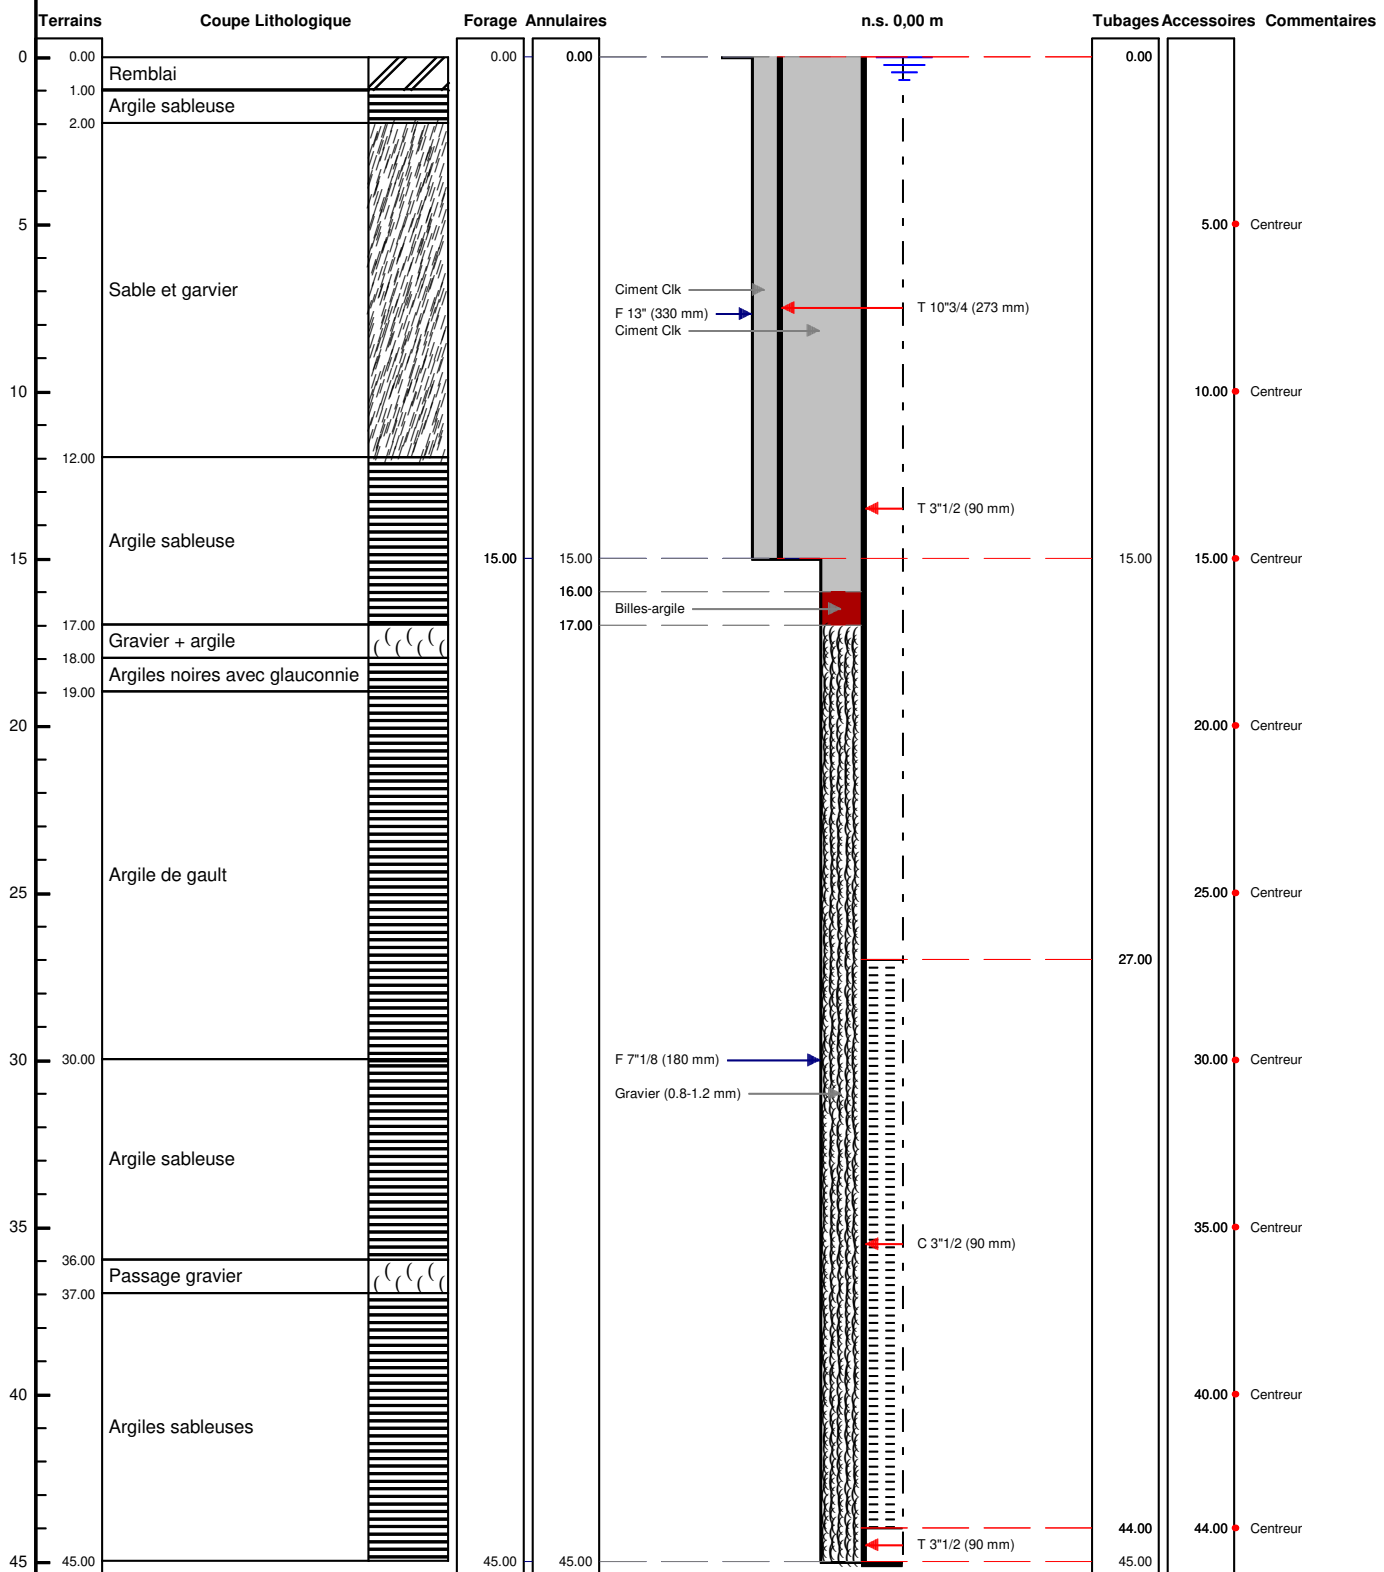 Terrains Coupe Lithologique Forage Annulaires n.s. 0,00 m Tubages Accessoires Commentaires
0 0.00 0.00 0.00 0.00
Remblai
1.00
Argile sableuse
2.00
5 5.00 Centreur
Sable et garvier Ciment Clk
T 10"3/4 (273 mm)
F 13" (330 mm)
Ciment Clk
10 10.00 Centreur
12.00
T 3"1/2 (90 mm)
Argile sableuse
15 15.00 15.00 15.00 15.00 Centreur
16.00
Billes-argile
17.00 17.00
Gravier + argile
18.00
Argiles noires avec glauconnie
19.00
20 20.00 Centreur
Argile de gault
25 25.00 Centreur
27.00
30 30.00 F 7"1/8 (180 mm) 30.00 Centreur
Gravier (0.8-1.2 mm)
Argile sableuse
35 35.00 Centreur
C 3"1/2 (90 mm)
36.00
Passage gravier
37.00
40 40.00 Centreur
Argiles sableuses
44.00 44.00 Centreur
T 3"1/2 (90 mm)
45 45.00 45.00 45.00 45.00